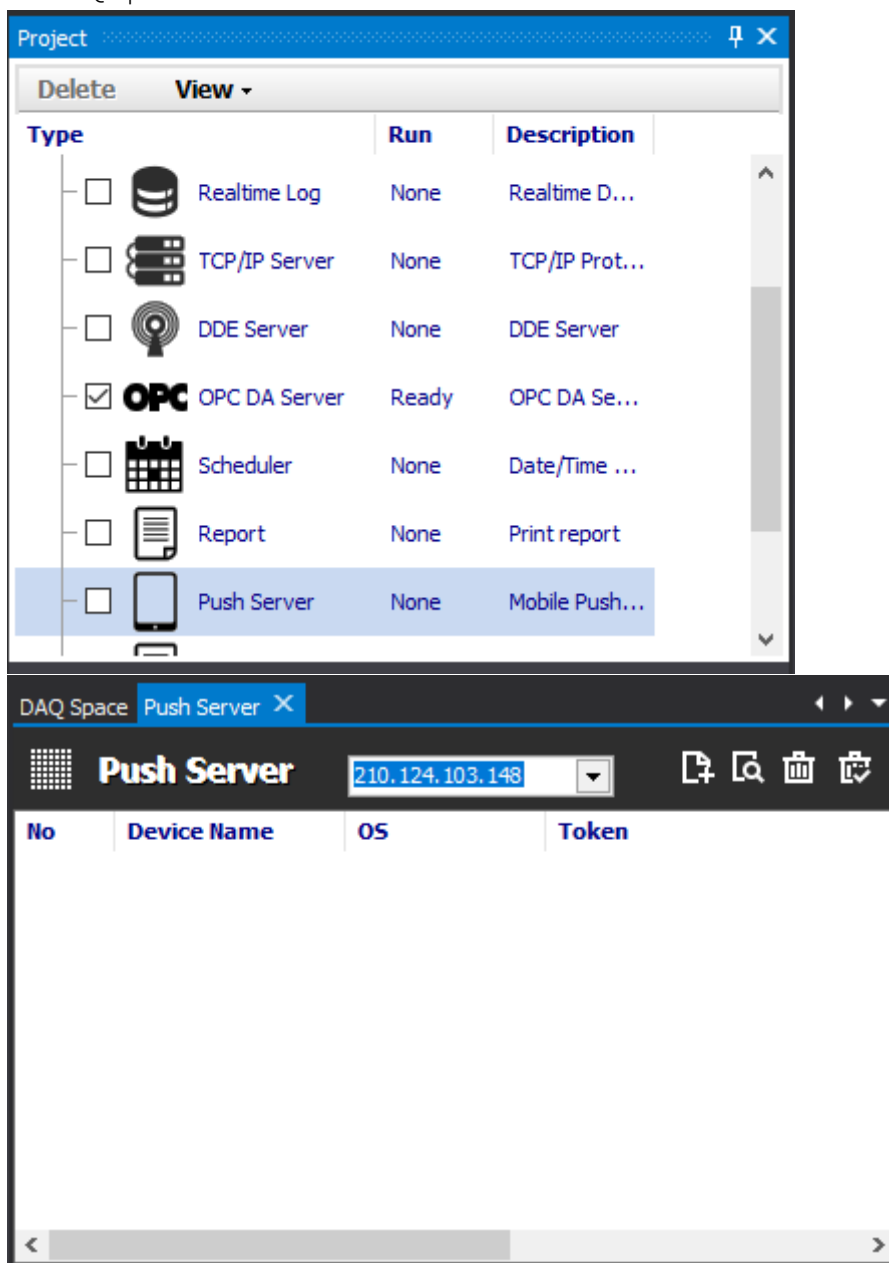 Project
Delete View
Type Run Description
Realtime Log None Realtime D...
TCP/IP Server None TCP/IP Prot...
DDE Server None DDE Server
OPC OPC DA Server Ready OPC DA Se...
Scheduler None Date/Time ...
Report None Print report
Push Server None Mobile Push...
DAQ Space Push Server
Push Server 210.124.103.148
No Device Name OS Token